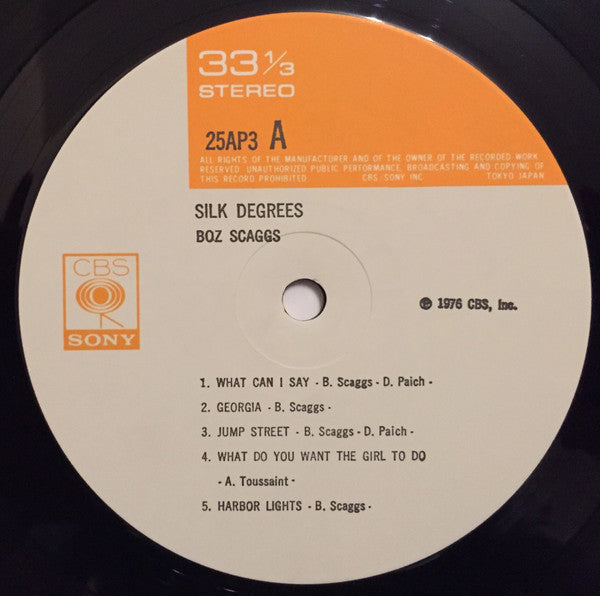 33 1/3
STEREO
25AP3 A
ALL RIGHTS OF THE MANUFACTURER AND OF THE OWNER OF THE RECORDED WORK
RESERVED UNAUTHORIZED PUBLIC PERFORMANCE, BROADCASTING AND COPYING OF
THIS RECORD PROHIBITED CBS·SONY INC TOKYO JAPAN
SILK DEGREES
BOZ SCAGGS
CBS
SONY
℗ 1976 CBS, Inc.
1. WHAT CAN I SAY - B. Scaggs - D. Paich -
2. GEORGIA - B. Scaggs -
3. JUMP STREET - B. Scaggs - D. Paich -
4. WHAT DO YOU WANT THE GIRL TO DO
- A. Toussaint -
5. HARBOR LIGHTS - B. Scaggs -